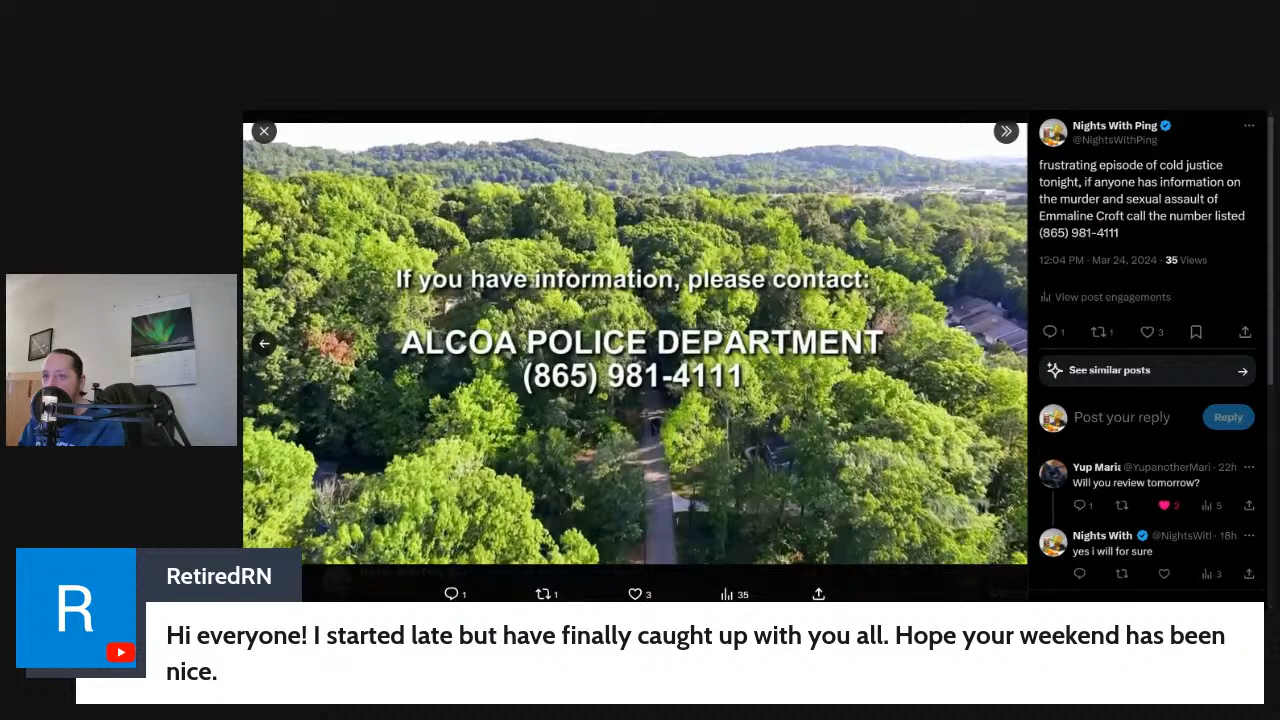 Nights With Ping
@NightsWithPing
frustrating episode of cold justice
tonight, if anyone has information on
the murder and sexual assault of
Emmaline Croft call the number listed
(865) 981-4111
12:04 PM · Mar 24, 2024 · 35 Views
View post engagements
1
1
3
See similar posts
Post your reply
Reply
Yup Maria @YupanotherMari · 22h
Will you review tomorrow?
1
2
5
Nights With @NightsWitl · 18h
yes i will for sure
3
If you have information, please contact:
ALCOA POLICE DEPARTMENT
(865) 981-4111
1
1
3
35
R
RetiredRN
Hi everyone! I started late but have finally caught up with you all. Hope your weekend has been
nice.